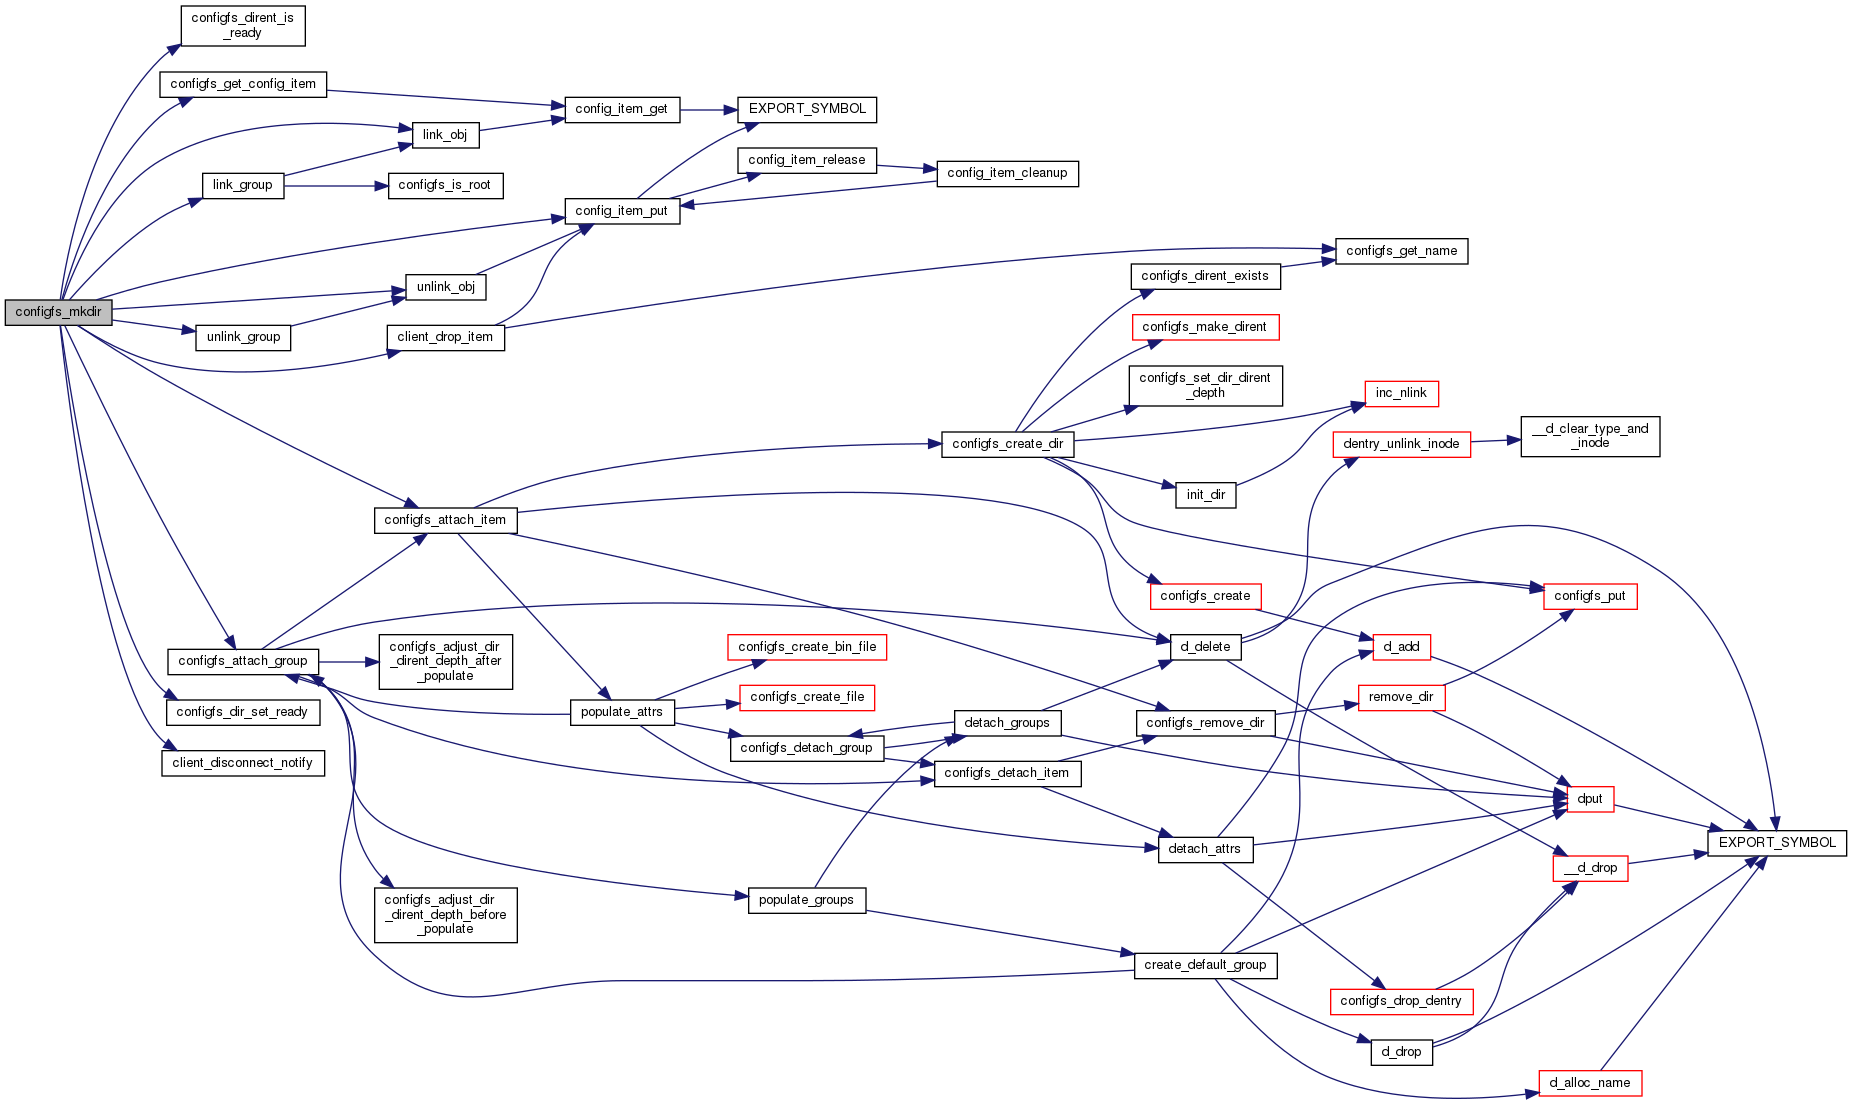 configfs_dirent_is
_ready
configfs_get_config_item
config_item_get
EXPORT_SYMBOL
link_obj
config_item_release
config_item_cleanup
link_group
configfs_is_root
config_item_put
configfs_get_name
configfs_dirent_exists
unlink_obj
configfs_mkdir
unlink_group
client_drop_item
configfs_make_dirent
configfs_set_dir_dirent
_depth
inc_nlink
configfs_create_dir
dentry_unlink_inode
__d_clear_type_and
_inode
init_dir
configfs_attach_item
configfs_create
configfs_put
d_delete
d_add
configfs_attach_group
configfs_adjust_dir
_dirent_depth_after
_populate
configfs_create_bin_file
configfs_create_file
remove_dir
configfs_dir_set_ready
populate_attrs
detach_groups
configfs_remove_dir
configfs_detach_group
client_disconnect_notify
configfs_detach_item
dput
detach_attrs
EXPORT_SYMBOL
__d_drop
populate_groups
configfs_adjust_dir
_dirent_depth_before
_populate
create_default_group
configfs_drop_dentry
d_drop
d_alloc_name